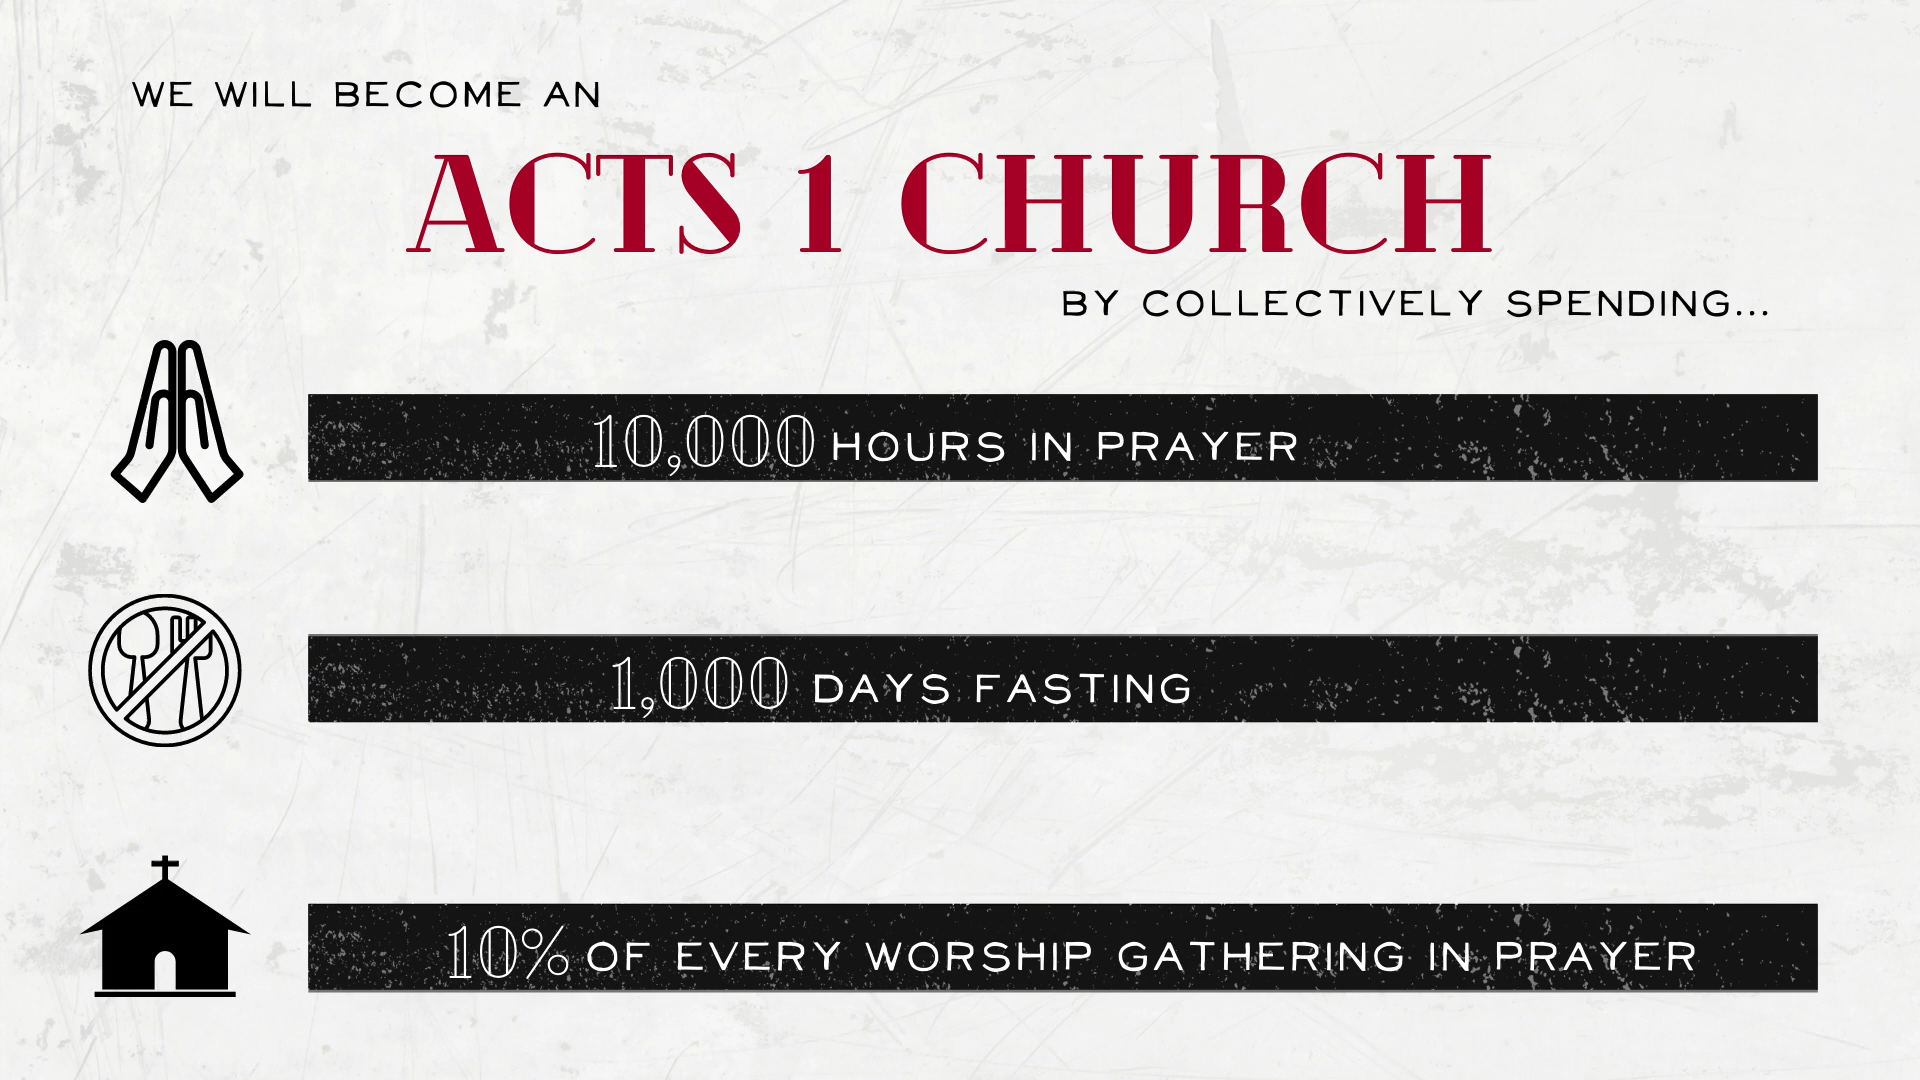 WE WILL BECOME AN
ACTS 1 CHURCH
BY COLLECTIVELY SPENDING...
10,000 HOURS IN PRAYER
1,000 DAYS FASTING
10% OF EVERY WORSHIP GATHERING IN PRAYER